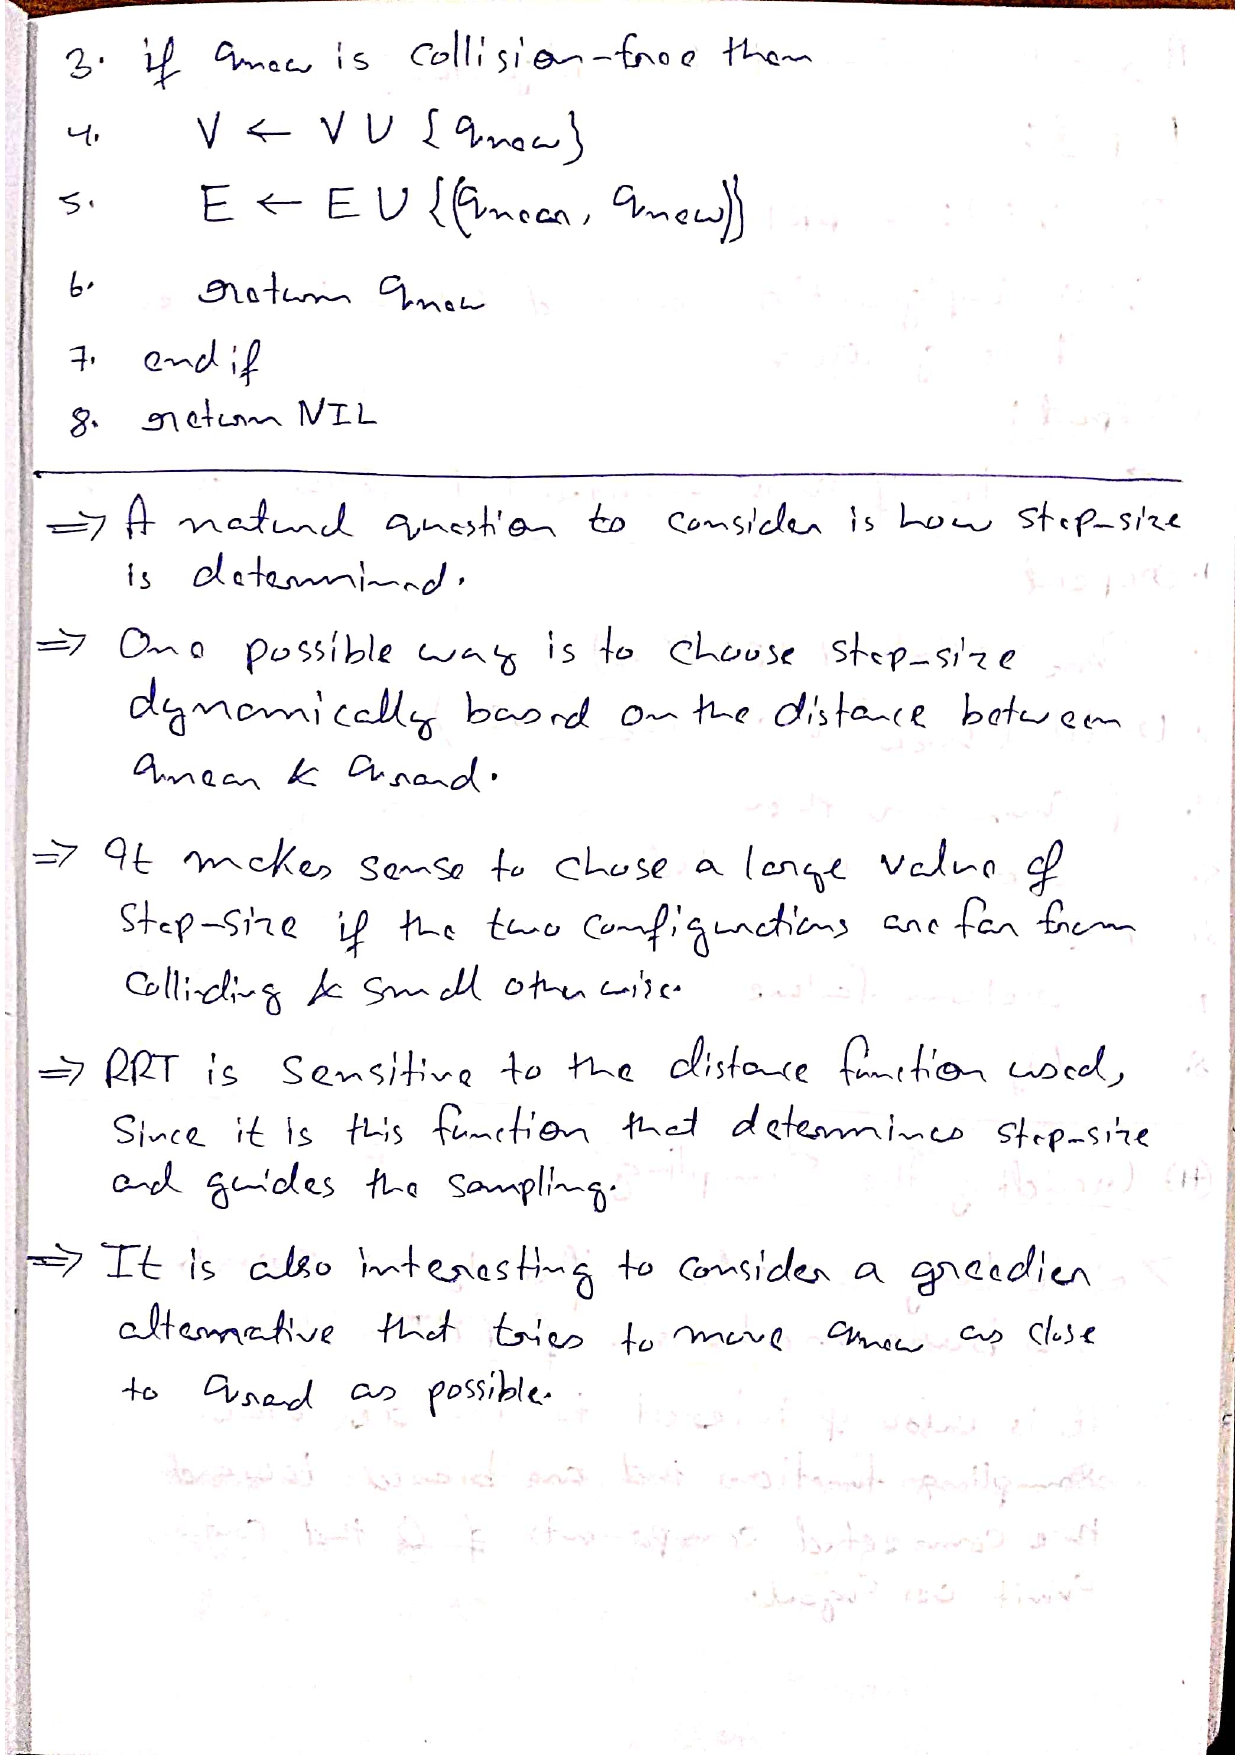 3. if qnew is collision-free then
4. V ← V ∪ {qnew}
5. E ← E ∪ {(qnear, qnew)}
6. return qnew
7. end if
8. return NIL
⇒ A natural question to consider is how step-size
is determined.
⇒ One possible way is to choose step-size
dynamically based on the distance between
qnear & qrand.
⇒ It makes sense to chose a large value of
step-size if the two configurations are far from
colliding & small otherwise.
⇒ RRT is sensitive to the distance function used,
since it is this function that determines step-size
and guides the sampling.
⇒ It is also interesting to consider a greedier
alternative that tries to move qnew as close
to qrand as possible.